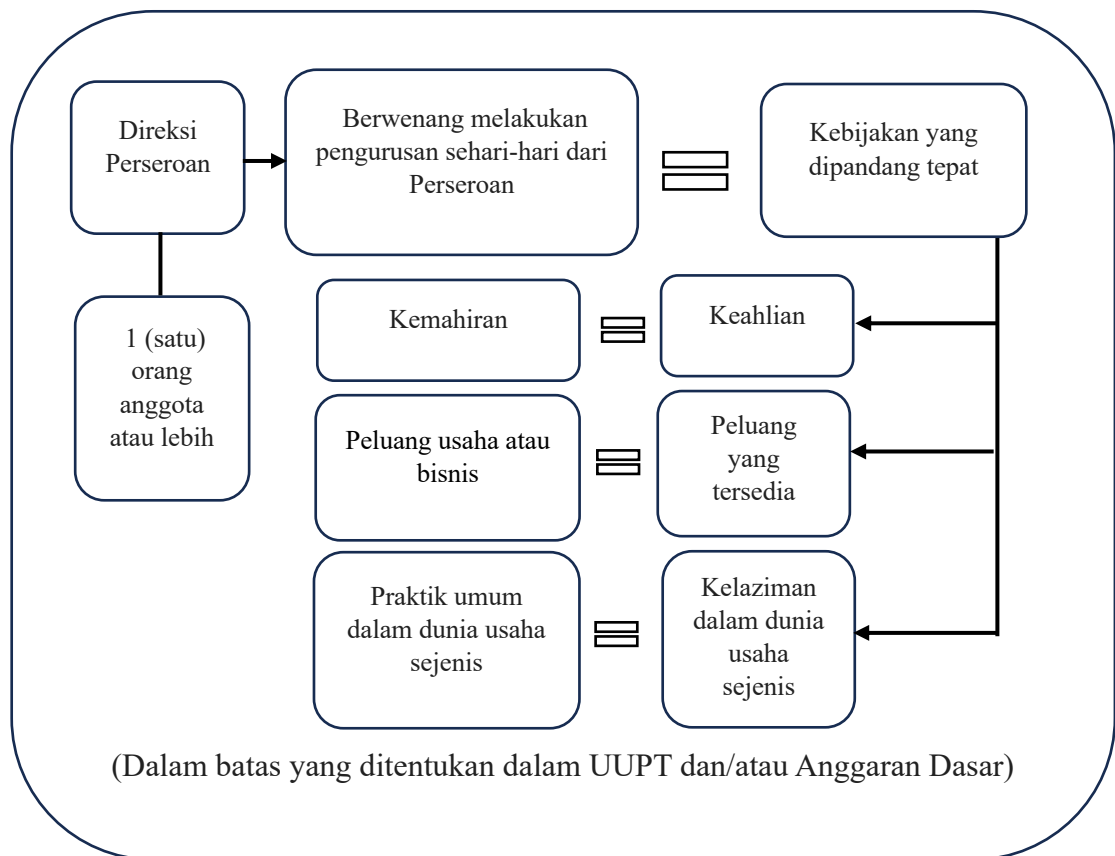 Direksi
Perseroan
Berwenang melakukan
pengurusan sehari-hari dari
Perseroan
Kebijakan yang
dipandang tepat
1 (satu)
orang
anggota
atau lebih
Kemahiran
Keahlian
Peluang usaha atau
bisnis
Peluang
yang
tersedia
Praktik umum
dalam dunia usaha
sejenis
Kelaziman
dalam dunia
usaha
sejenis
(Dalam batas yang ditentukan dalam UUPT dan/atau Anggaran Dasar)